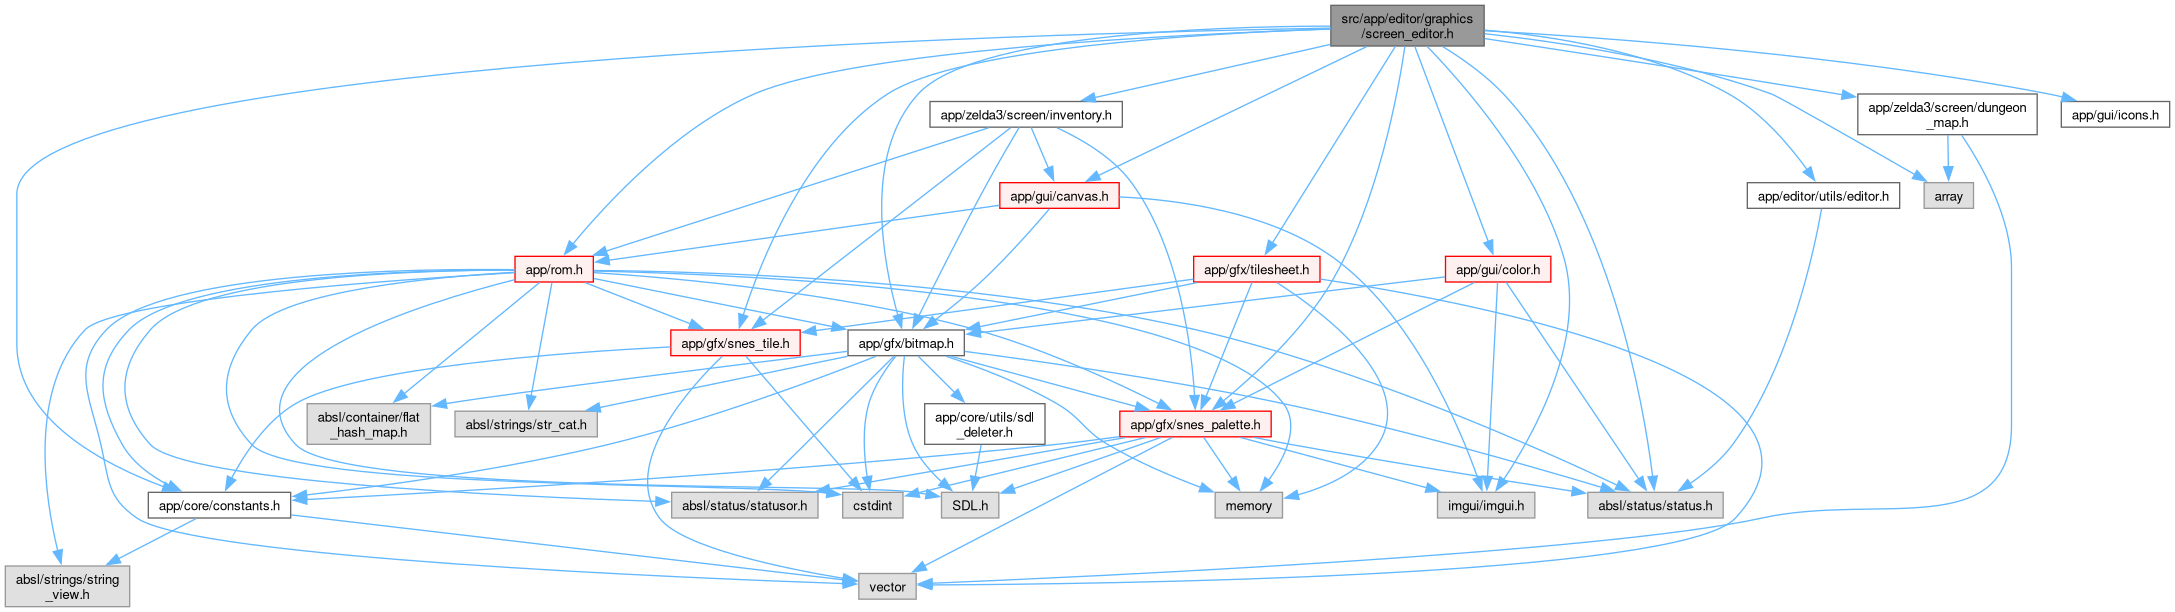 src/app/editor/graphics
/screen_editor.h
app/zelda3/screen/inventory.h
app/zelda3/screen/dungeon
_map.h
app/gui/icons.h
app/gui/canvas.h
app/editor/utils/editor.h
array
app/rom.h
app/gfx/tilesheet.h
app/gui/color.h
app/gfx/snes_tile.h
app/gfx/bitmap.h
absl/container/flat
_hash_map.h
absl/strings/str_cat.h
app/core/utils/sdl
_deleter.h
app/gfx/snes_palette.h
app/core/constants.h
absl/status/statusor.h
cstdint
SDL.h
memory
imgui/imgui.h
absl/status/status.h
absl/strings/string
_view.h
vector